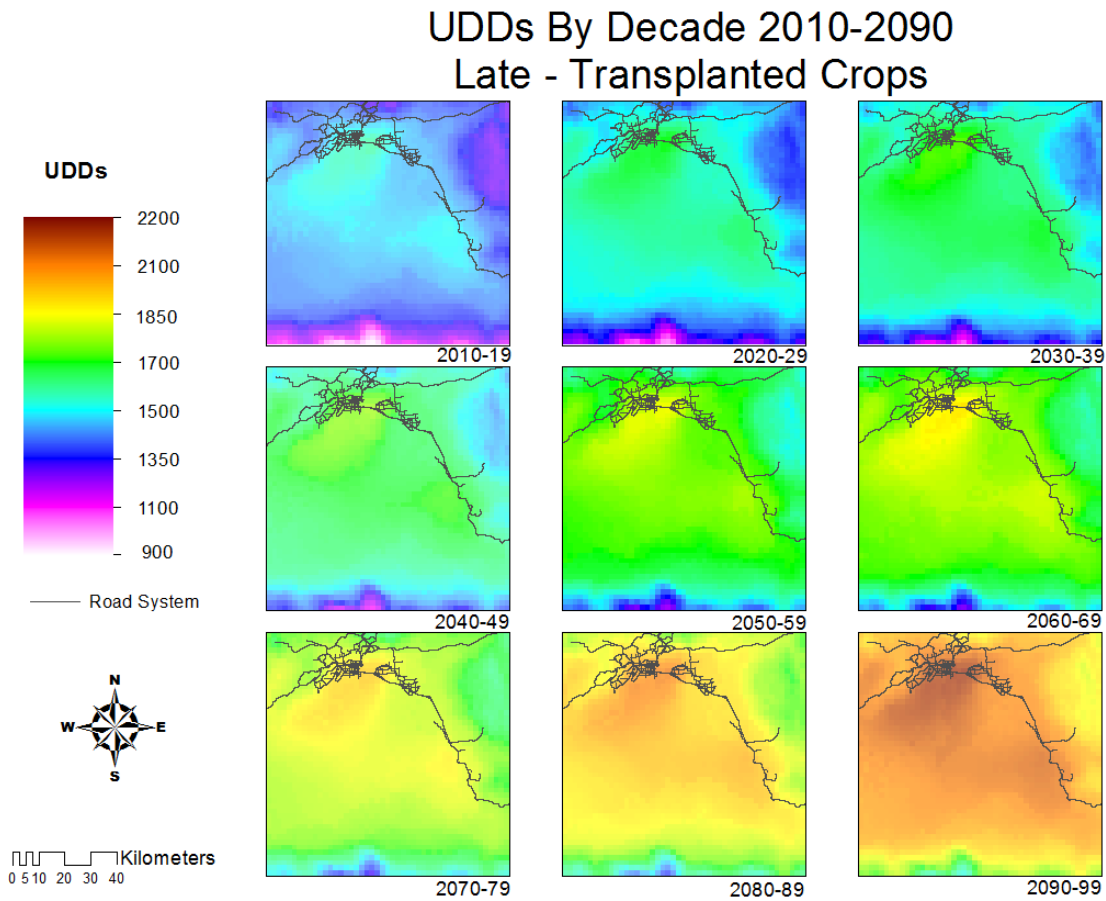 UDDs By Decade 2010-2090
Late - Transplanted Crops
UDDs
2200
2100
1850
1700
1500
1350
1100
900
Road System
N
W E
S
Kilometers
0 5 10 20 30 40
2010-19
2020-29
2030-39
2040-49
2050-59
2060-69
2070-79
2080-89
2090-99